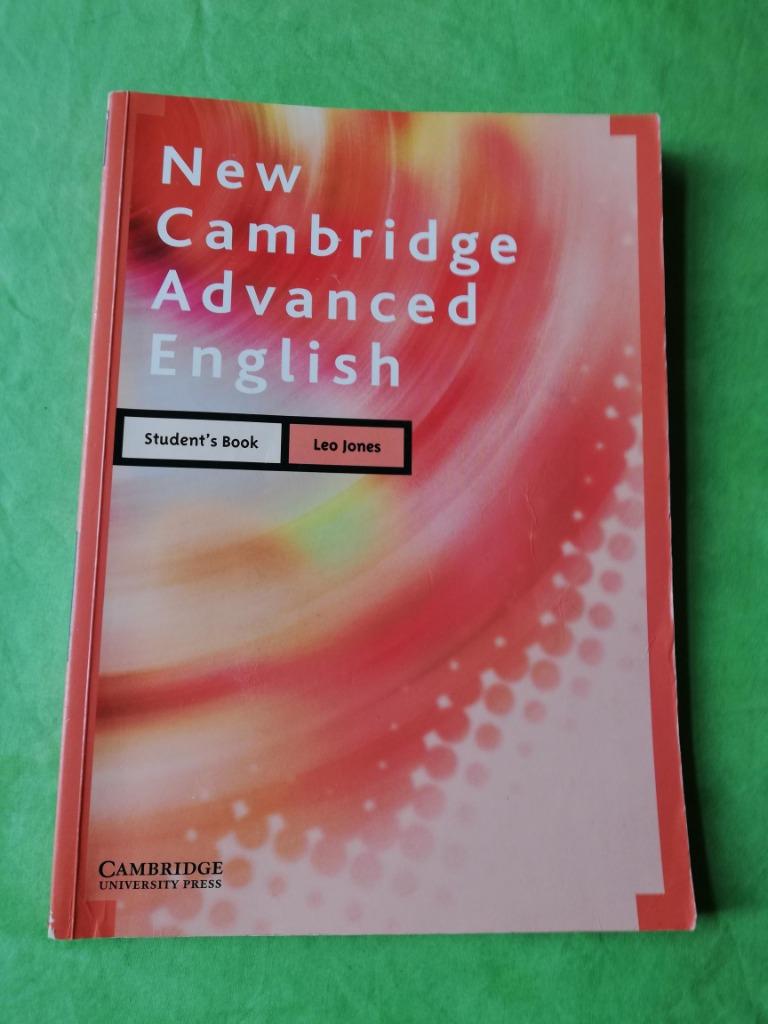 New
Cambridge
Advanced
English
Student's Book
Leo Jones
CAMBRIDGE
UNIVERSITY PRESS